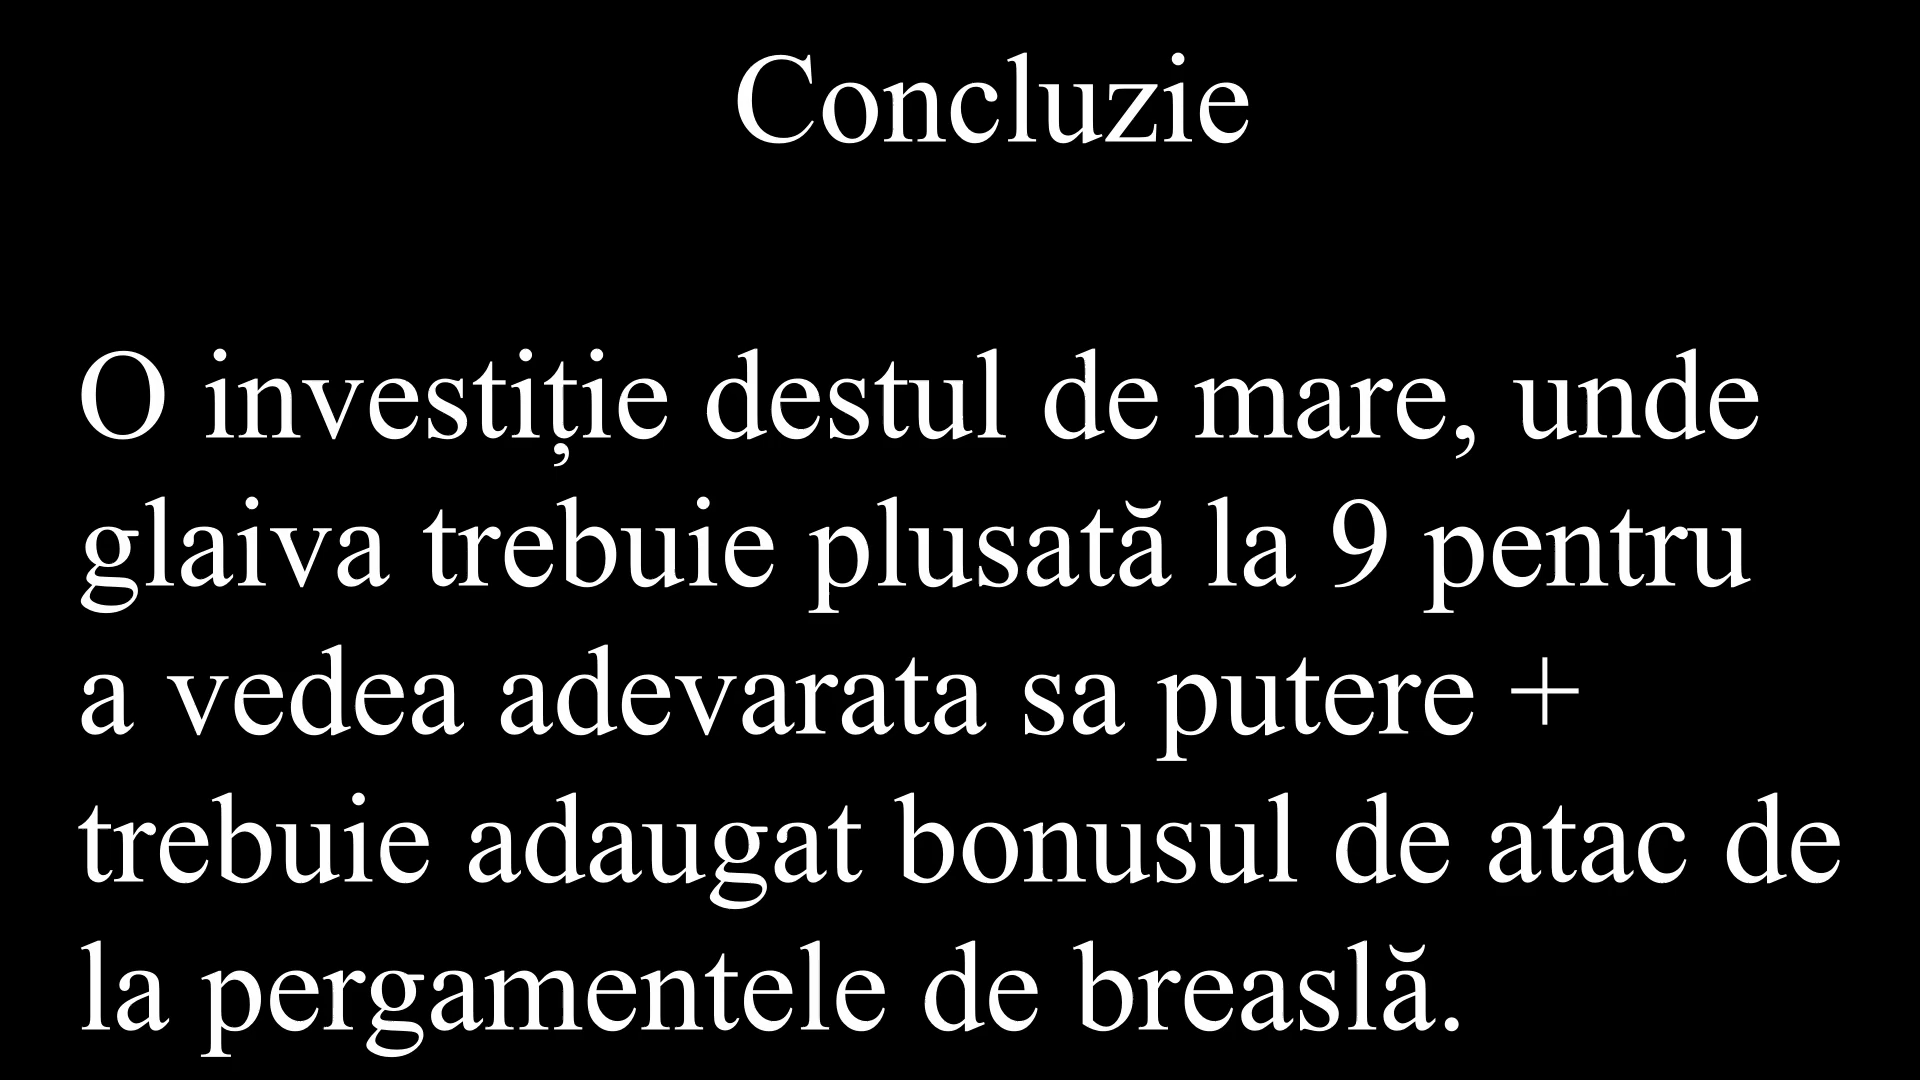 Concluzie
O investiție destul de mare, unde
glaiva trebuie plusată la 9 pentru
a vedea adevarata sa putere +
trebuie adaugat bonusul de atac de
la pergamentele de breaslă.